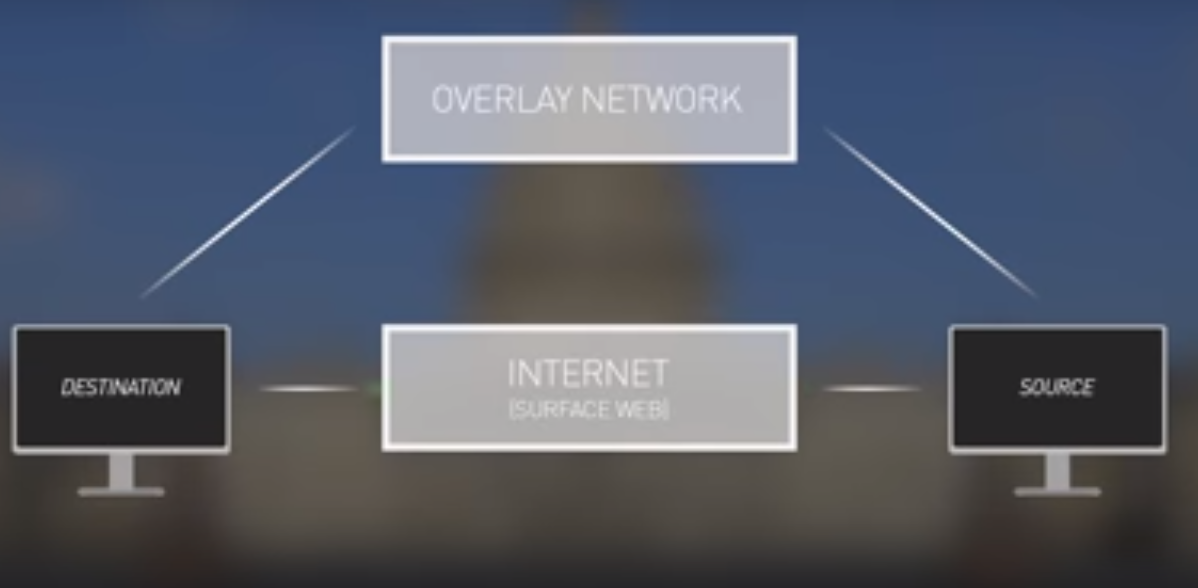 OVERLAY NETWORK
INTERNET
(SURFACE WEB)
DESTINATION
SOURCE